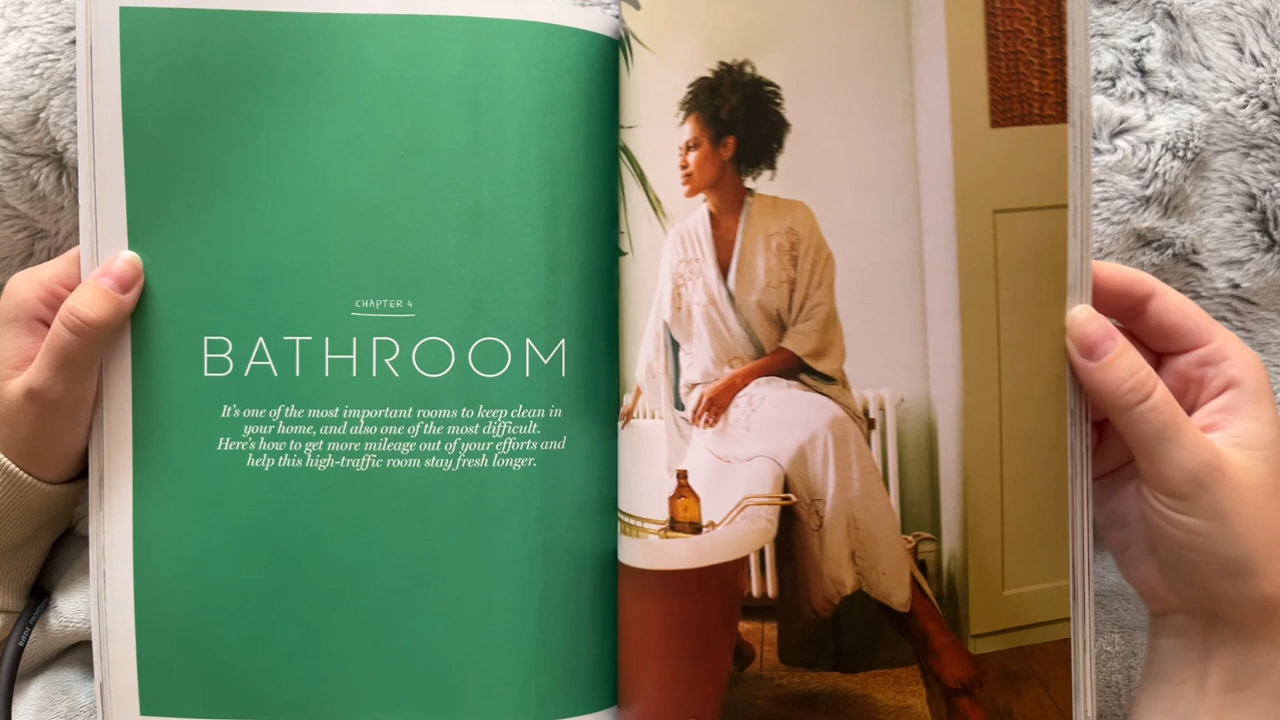 CHAPTER 4
BATHROOM
It's one of the most important rooms to keep clean in
your home, and also one of the most difficult.
Here's how to get more mileage out of your efforts and
help this high-traffic room stay fresh longer.